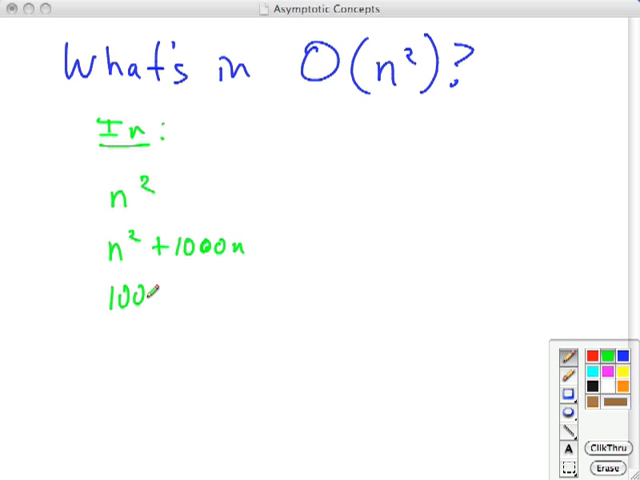 Asymptotic Concepts
What's in O(n²)?
In:
n²
n² + 1000n
100
A
ClikThru
Erase